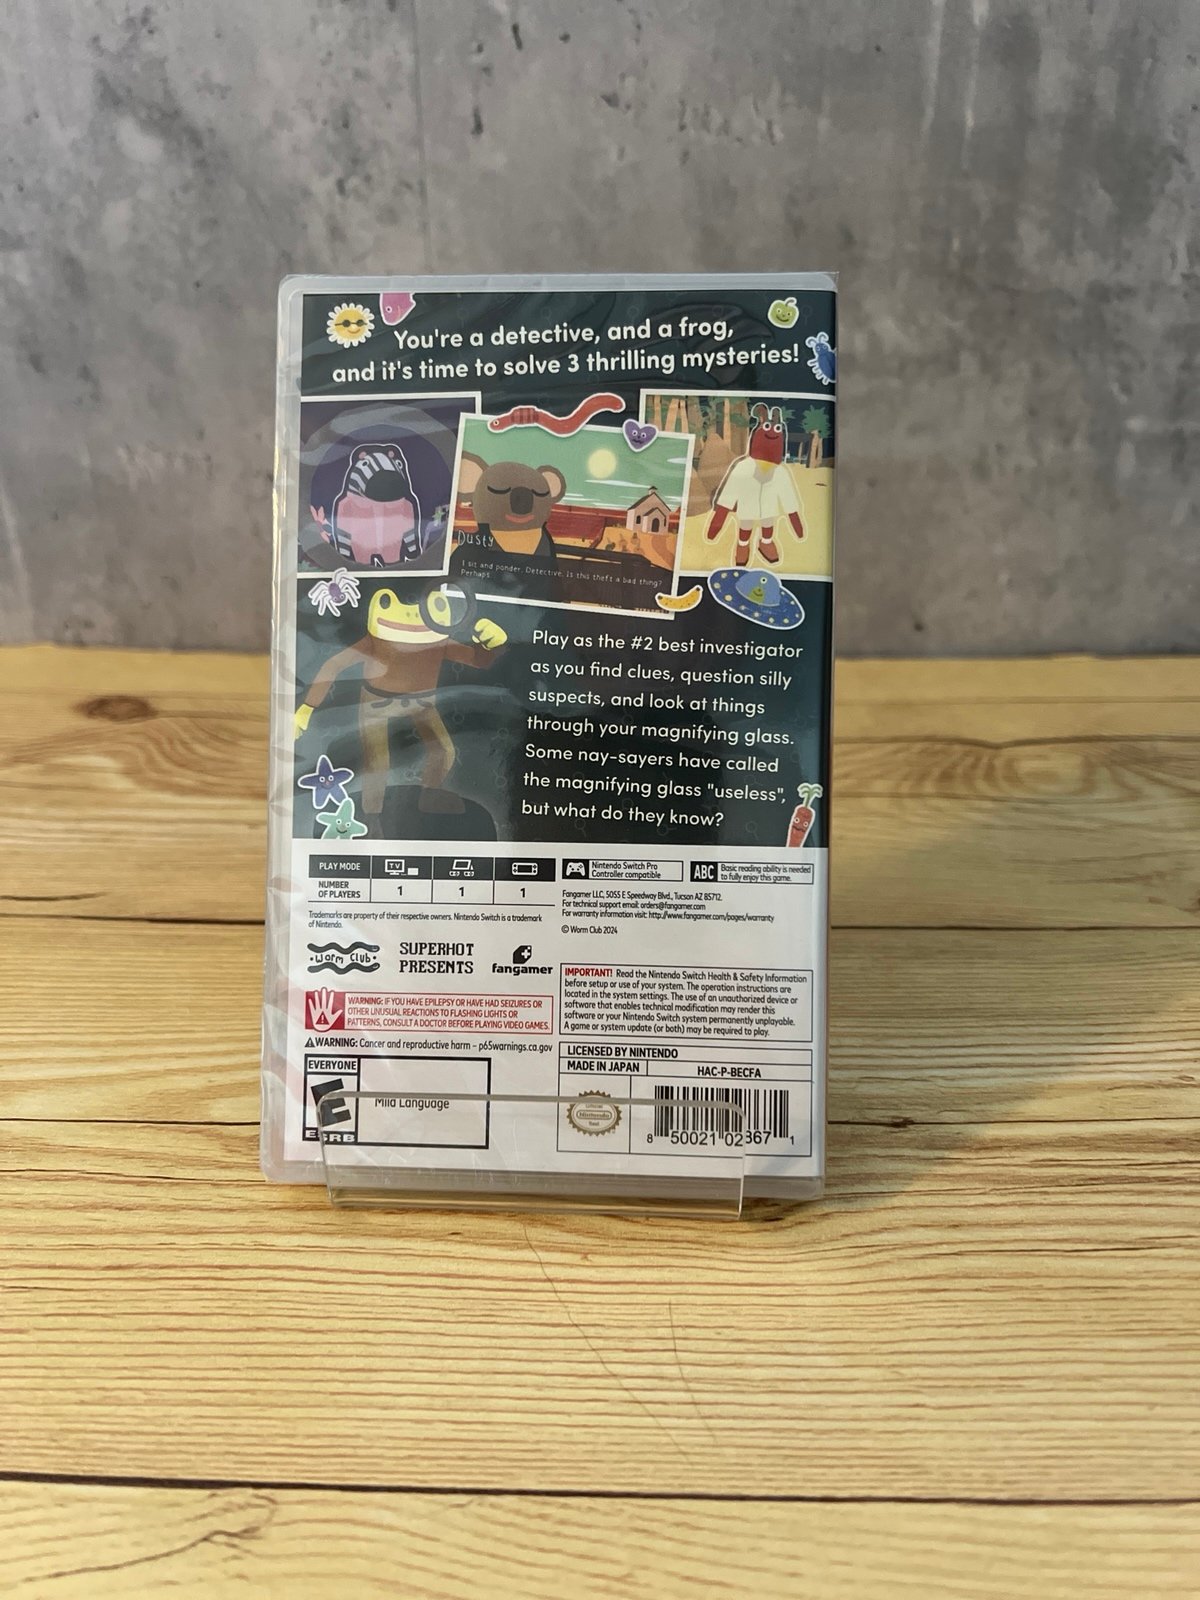 You're a detective, and a frog,
and it's time to solve 3 thrilling mysteries!
Dusty
I sit and ponder. Detective. Is this theft a bad thing?
Perhaps
Play as the #2 best investigator
as you find clues, question silly
suspects, and look at things
through your magnifying glass.
Some nay-sayers have called
the magnifying glass "useless",
but what do they know?
PLAY MODE
TV
NUMBER
OF PLAYERS
1
1
1
Nintendo Switch Pro
Controller compatible
ABC
Basic reading ability is needed
to fully enjoy this game.
Trademarks are property of their respective owners. Nintendo Switch is a trademark
of Nintendo.
Fangamer LLC, 5055 E Speedway Blvd., Tucson AZ 85712.
For technical support email: orders@fangamer.com
For warranty information visit: http://www.fangamer.com/pages/warranty
© Worm Club 2024
Worm Club
SUPERHOT
PRESENTS
fangamer
WARNING: IF YOU HAVE EPILEPSY OR HAVE HAD SEIZURES OR
OTHER UNUSUAL REACTIONS TO FLASHING LIGHTS OR
PATTERNS, CONSULT A DOCTOR BEFORE PLAYING VIDEO GAMES.
IMPORTANT! Read the Nintendo Switch Health & Safety Information
before setup or use of your system. The operation instructions are
located in the system settings. The use of an unauthorized device or
software that enables technical modification may render this
software or your Nintendo Switch system permanently unplayable.
A game or system update (or both) may be required to play.
WARNING: Cancer and reproductive harm – p65warnings.ca.gov
EVERYONE
E
ESRB
Mild Language
LICENSED BY NINTENDO
MADE IN JAPAN
HAC-P-BECFA
Official
Nintendo
Seal
8 50021 02367 1